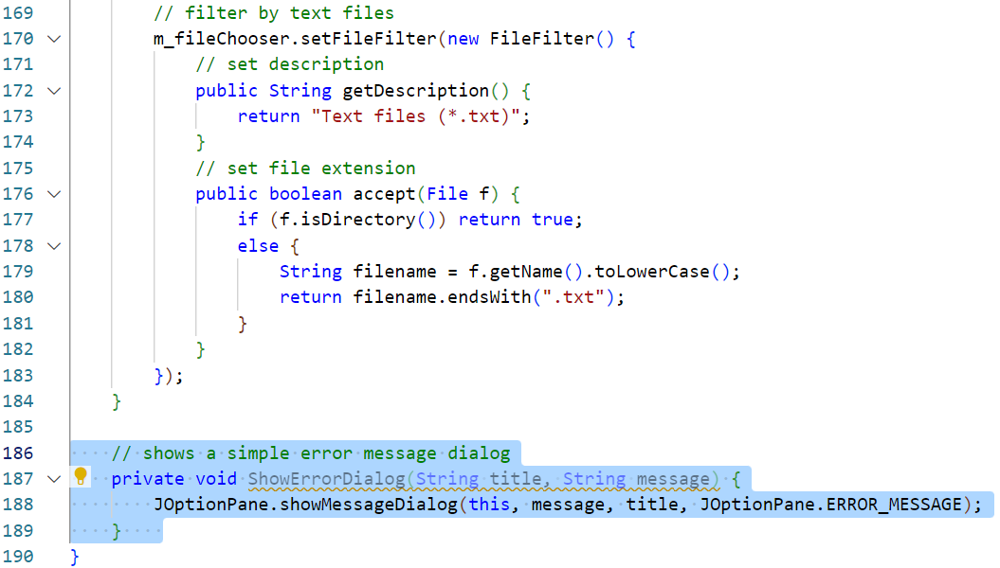 169 // filter by text files
170 m_fileChooser.setFileFilter(new FileFilter() {
171 // set description
172 public String getDescription() {
173 return "Text files (*.txt)";
174 }
175 // set file extension
176 public boolean accept(File f) {
177 if (f.isDirectory()) return true;
178 else {
179 String filename = f.getName().toLowerCase();
180 return filename.endsWith(".txt");
181 }
182 }
183 });
184 }
185
186 // shows a simple error message dialog
187 private void ShowErrorDialog(String title, String message) {
188 JOptionPane.showMessageDialog(this, message, title, JOptionPane.ERROR_MESSAGE);
189 }
190 }